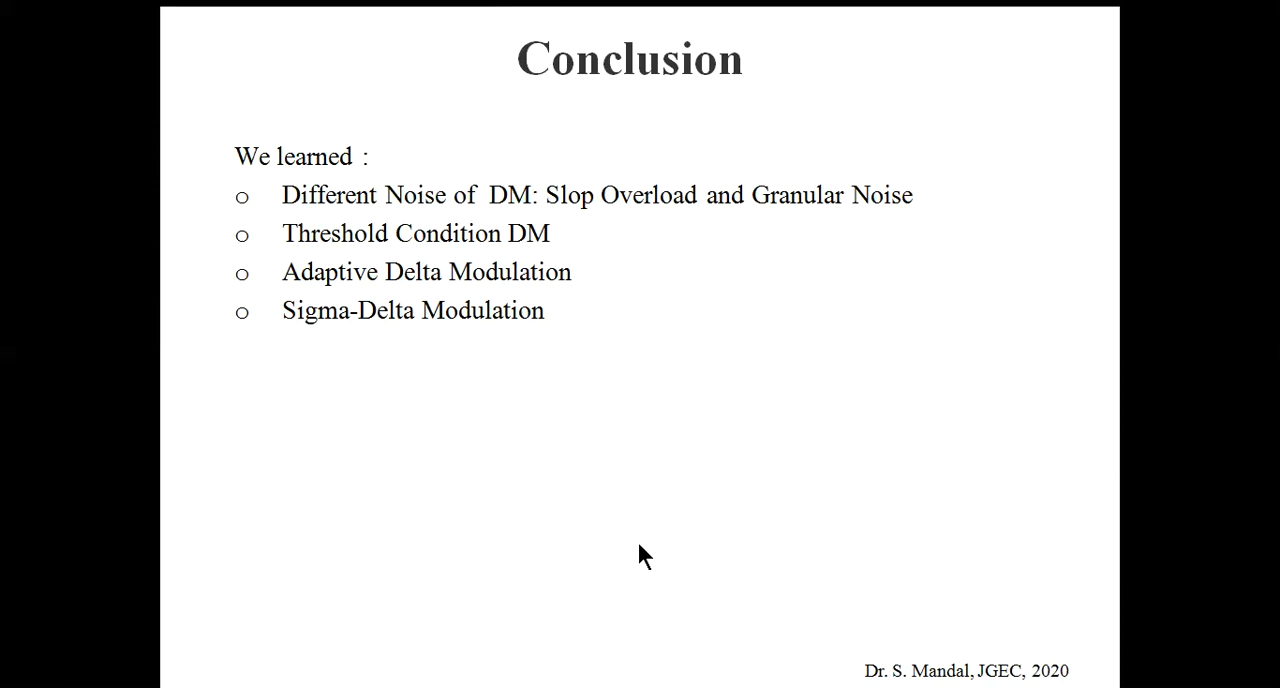 Conclusion
We learned :
o Different Noise of DM: Slop Overload and Granular Noise
o Threshold Condition DM
o Adaptive Delta Modulation
o Sigma-Delta Modulation
Dr. S. Mandal, JGEC, 2020